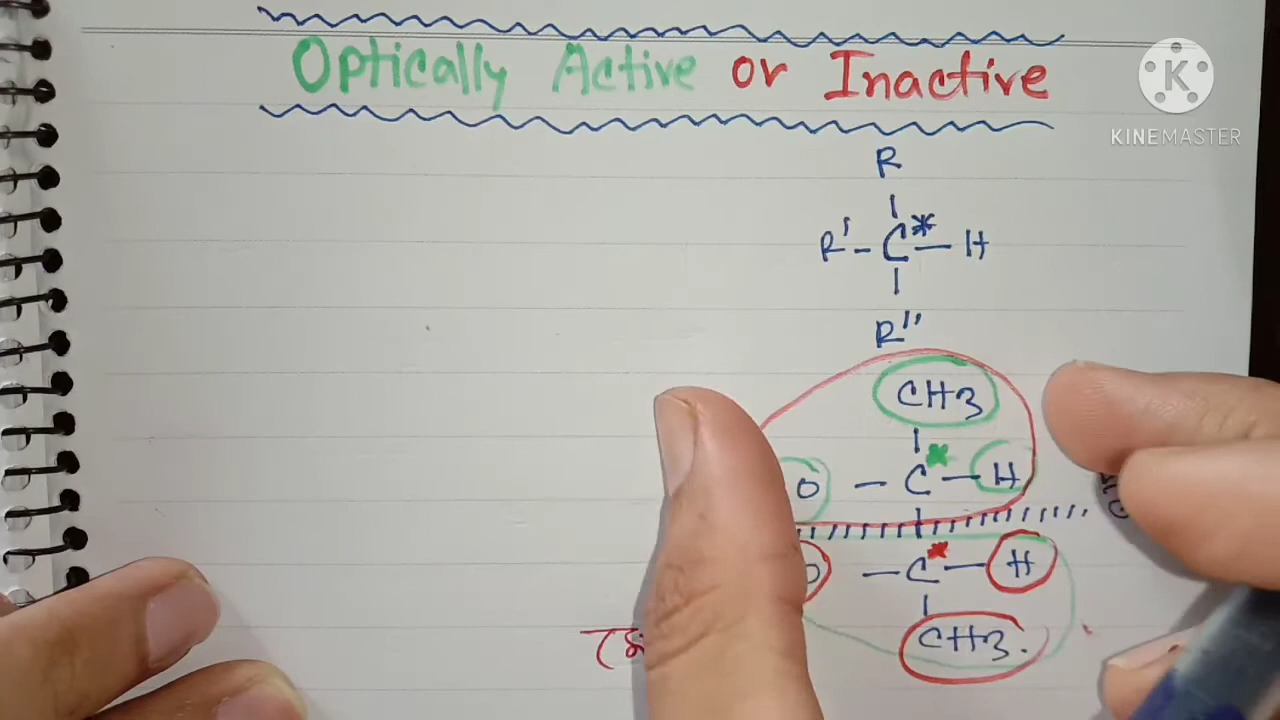 Optically Active or Inactive
K
KINEMASTER
R
R' - C* - H
R''
CH3
O - C* - H
O - C* - H
CH3.